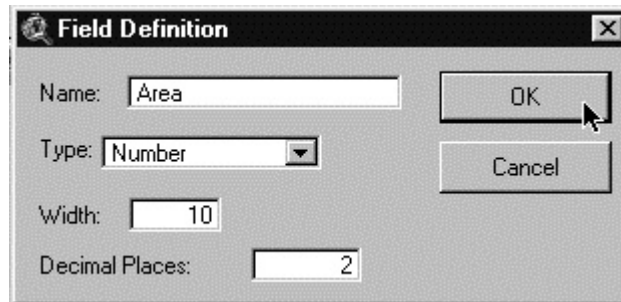 Field Definition
Name: Area
OK
Type: Number
Cancel
Width: 10
Decimal Places: 2